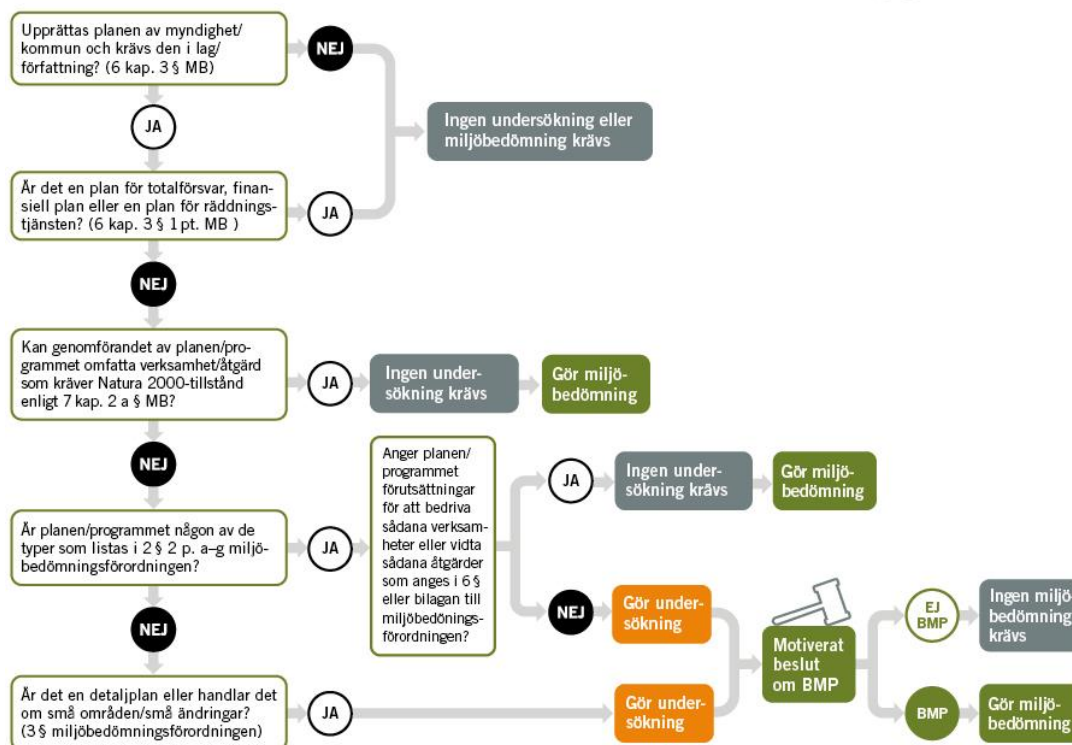 Upprättas planen av myndighet/
kommun och krävs den i lag/
författning? (6 kap. 3 § MB)
NEJ
JA
Ingen undersökning eller
miljöbedömning krävs
Är det en plan för totalförsvar, finan-
siell plan eller en plan för räddnings-
tjänsten? (6 kap. 3 § 1 pt. MB )
JA
NEJ
Kan genomförandet av planen/pro-
grammet omfatta verksamhet/åtgärd
som kräver Natura 2000-tillstånd
enligt 7 kap. 2 a § MB?
JA
Ingen under-
sökning krävs
Gör miljö-
bedömning
NEJ
Är planen/programmet någon av de
typer som listas i 2 § 2 p. a–g miljö-
bedömningsförordningen?
JA
Anger planen/
programmet
förutsättningar
för att bedriva
sådana verksam-
heter eller vidta
sådana åtgärder
som anges i 6 §
eller bilagan till
miljöbedönings-
förordningen?
JA
Ingen under-
sökning krävs
Gör miljö-
bedömning
NEJ
Gör under-
sökning
NEJ
Är det en detaljplan eller handlar det
om små områden/små ändringar?
(3 § miljöbedömningsförordningen)
JA
Gör under-
sökning
Motiverat
beslut
om BMP
EJ
BMP
Ingen miljö-
bedömning
krävs
BMP
Gör miljö-
bedömning